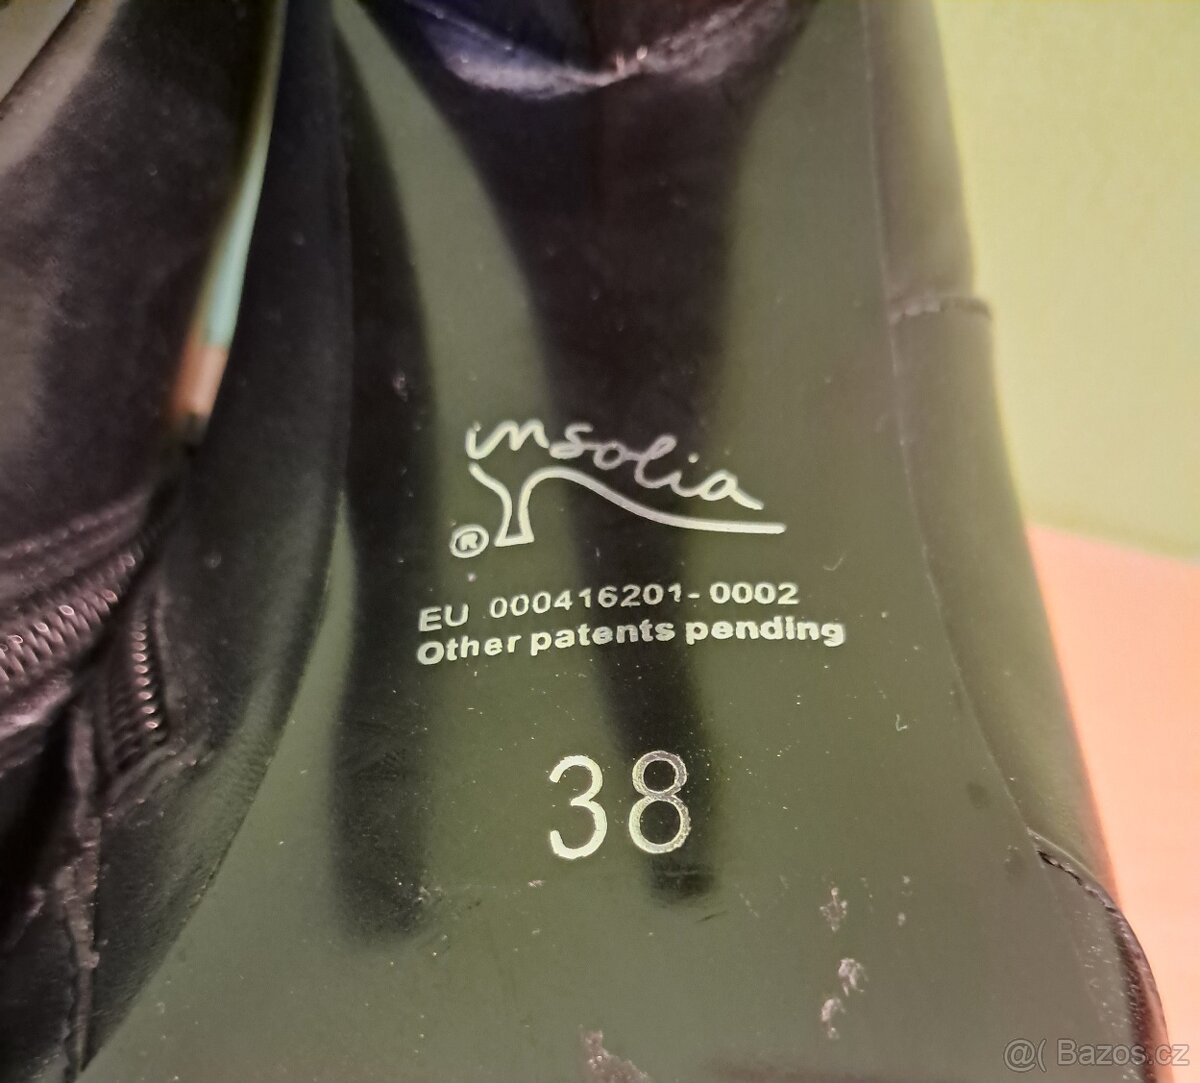 insolia
®
EU 000416201-0002
Other patents pending
38
@( Bazos.cz